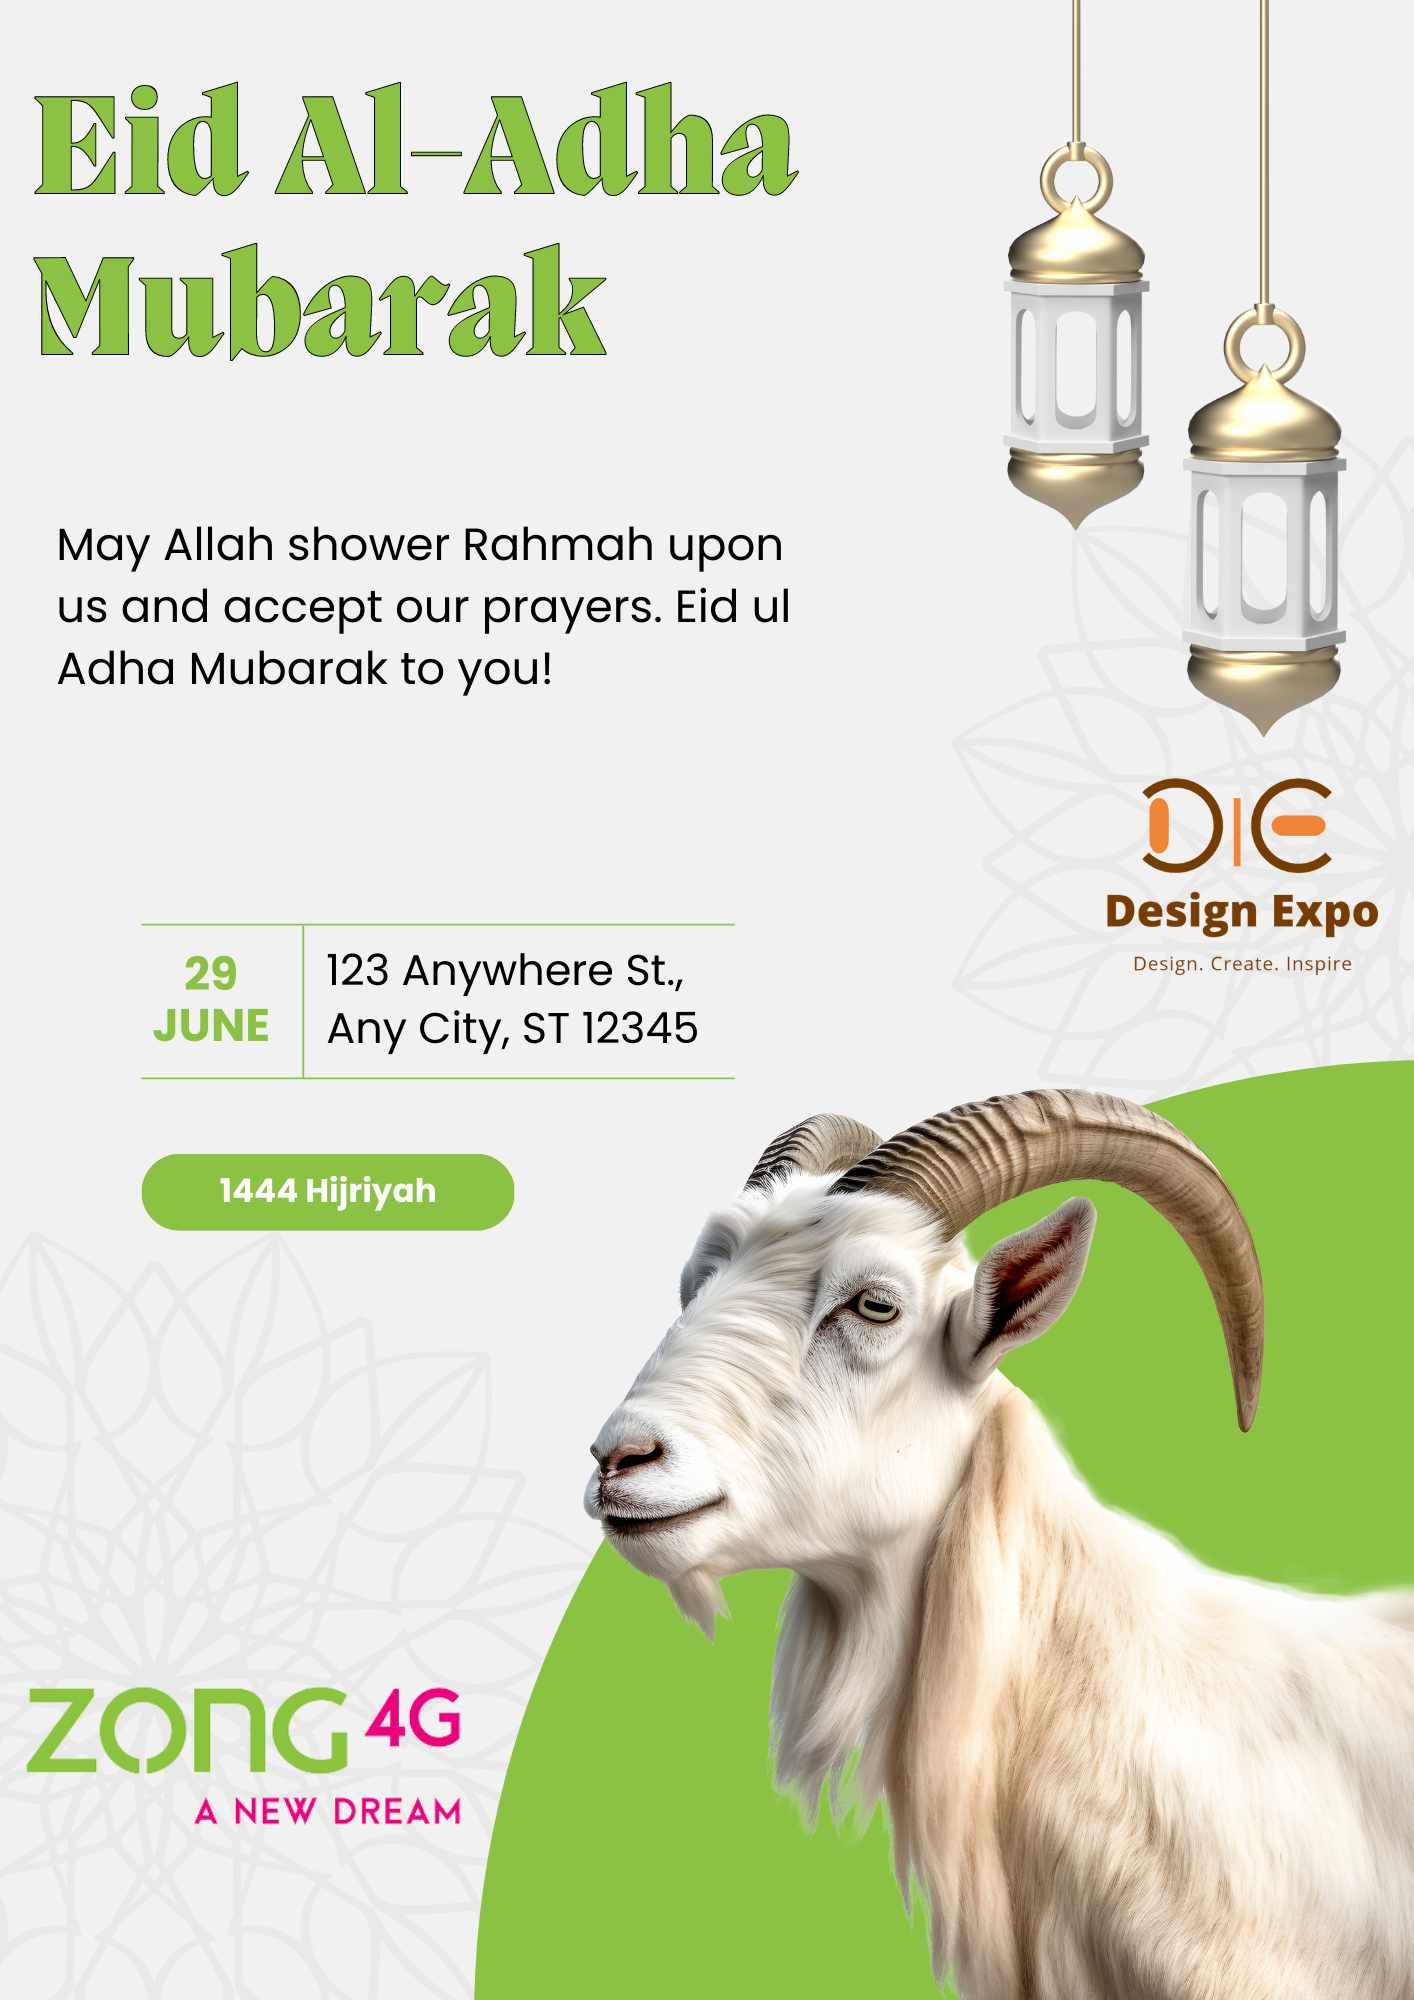 Eid Al-Adha
Mubarak
May Allah shower Rahmah upon
us and accept our prayers. Eid ul
Adha Mubarak to you!
D|E
Design Expo
Design. Create. Inspire
29
JUNE
123 Anywhere St.,
Any City, ST 12345
1444 Hijriyah
ZONG 4G
A NEW DREAM